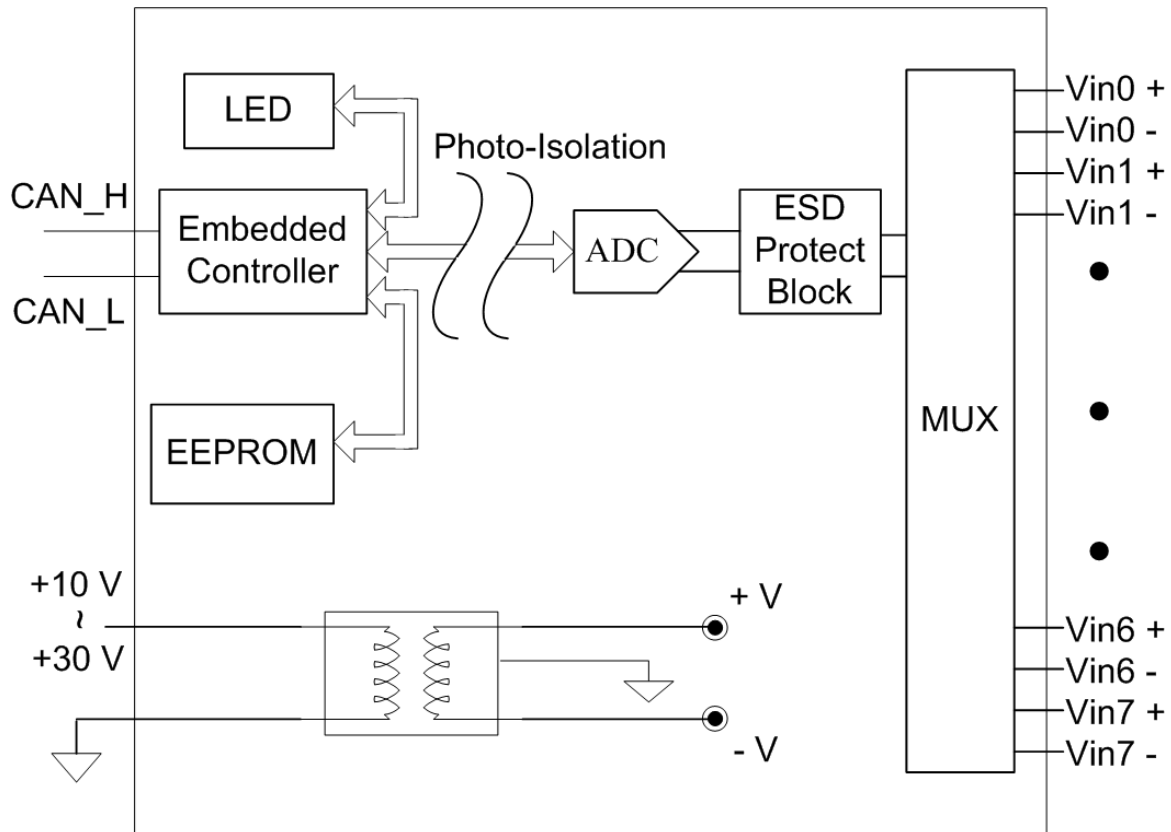 LED
Photo-Isolation
CAN_H
Embedded
Controller
CAN_L
ADC
ESD
Protect
Block
EEPROM
MUX
Vin0 +
Vin0 -
Vin1 +
Vin1 -
Vin6 +
Vin6 -
Vin7 +
Vin7 -
+10 V
~
+30 V
+ V
- V